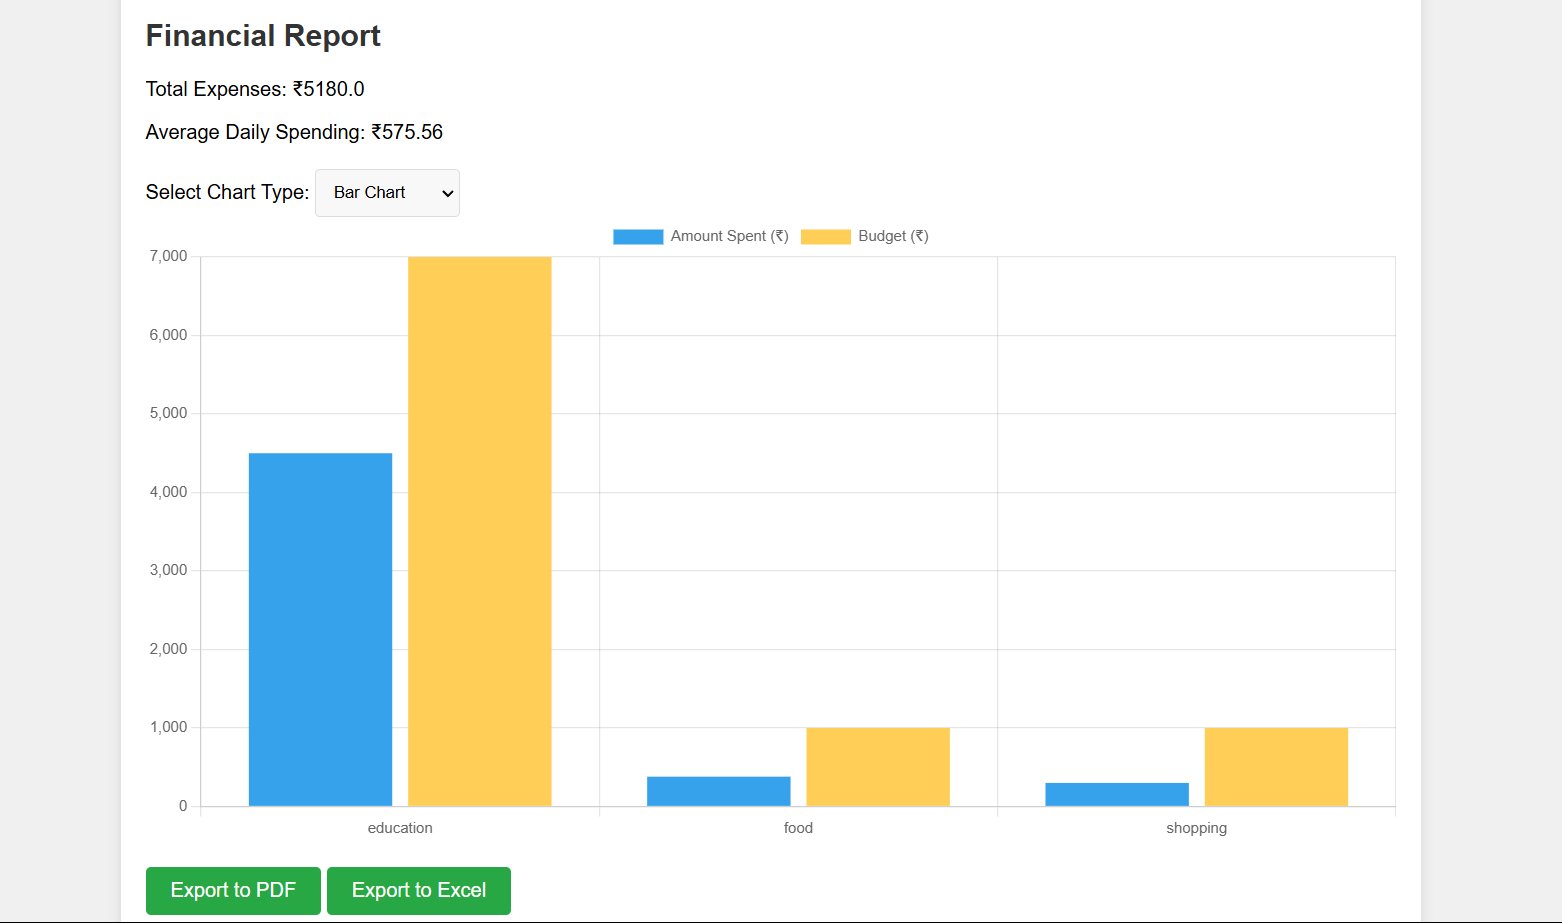 Financial Report
Total Expenses: ₹5180.0
Average Daily Spending: ₹575.56
Select Chart Type: Bar Chart
Amount Spent (₹) Budget (₹)
7,000
6,000
5,000
4,000
3,000
2,000
1,000
0
education food shopping
Export to PDF Export to Excel